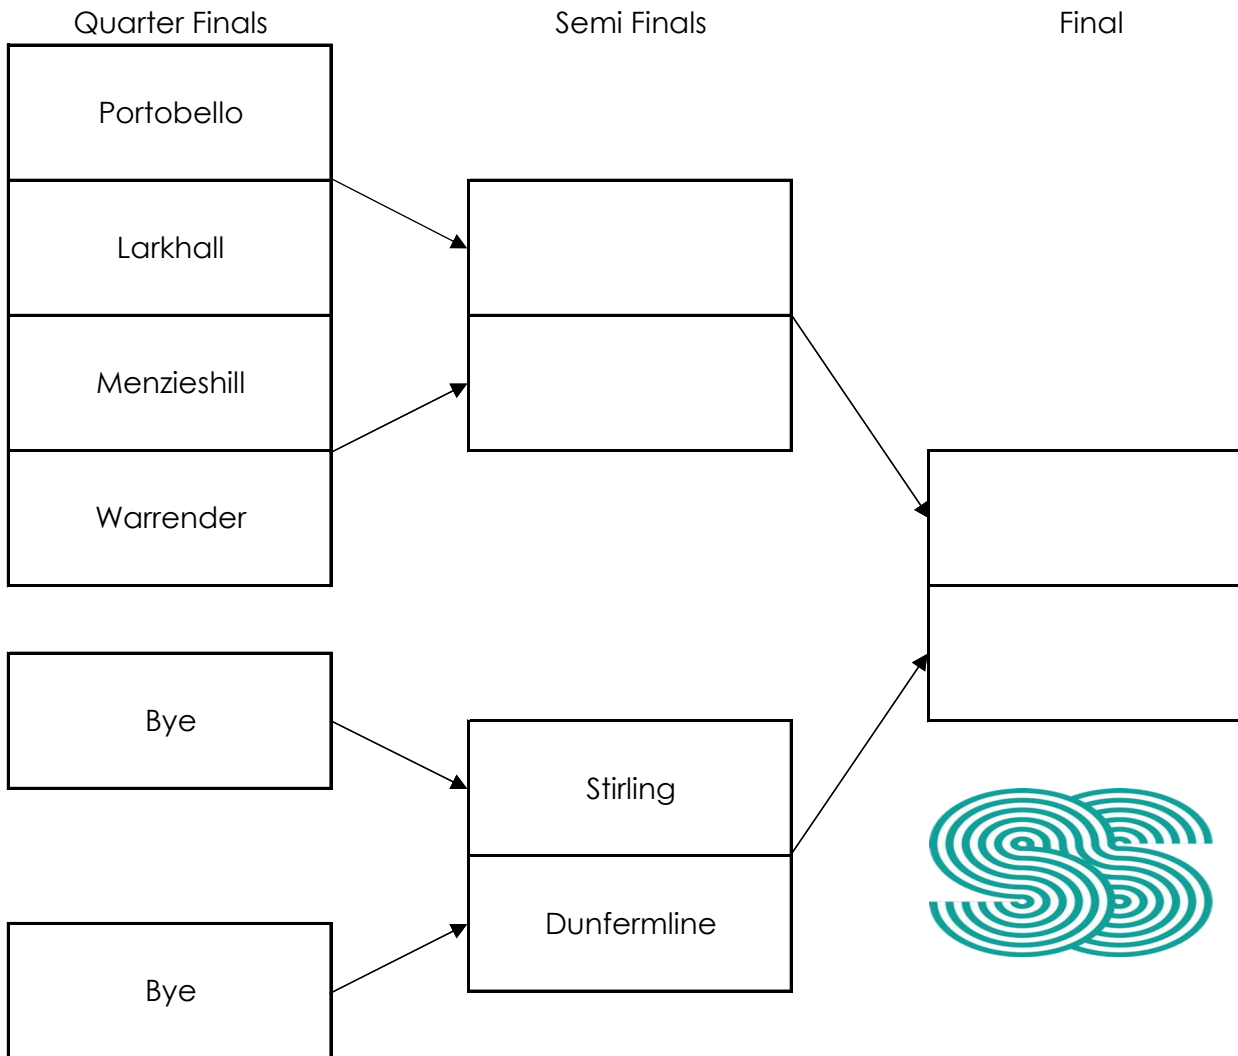 Quarter Finals
Semi Finals
Final
Portobello
Larkhall
Menzieshill
Warrender
Bye
Stirling
Dunfermline
Bye